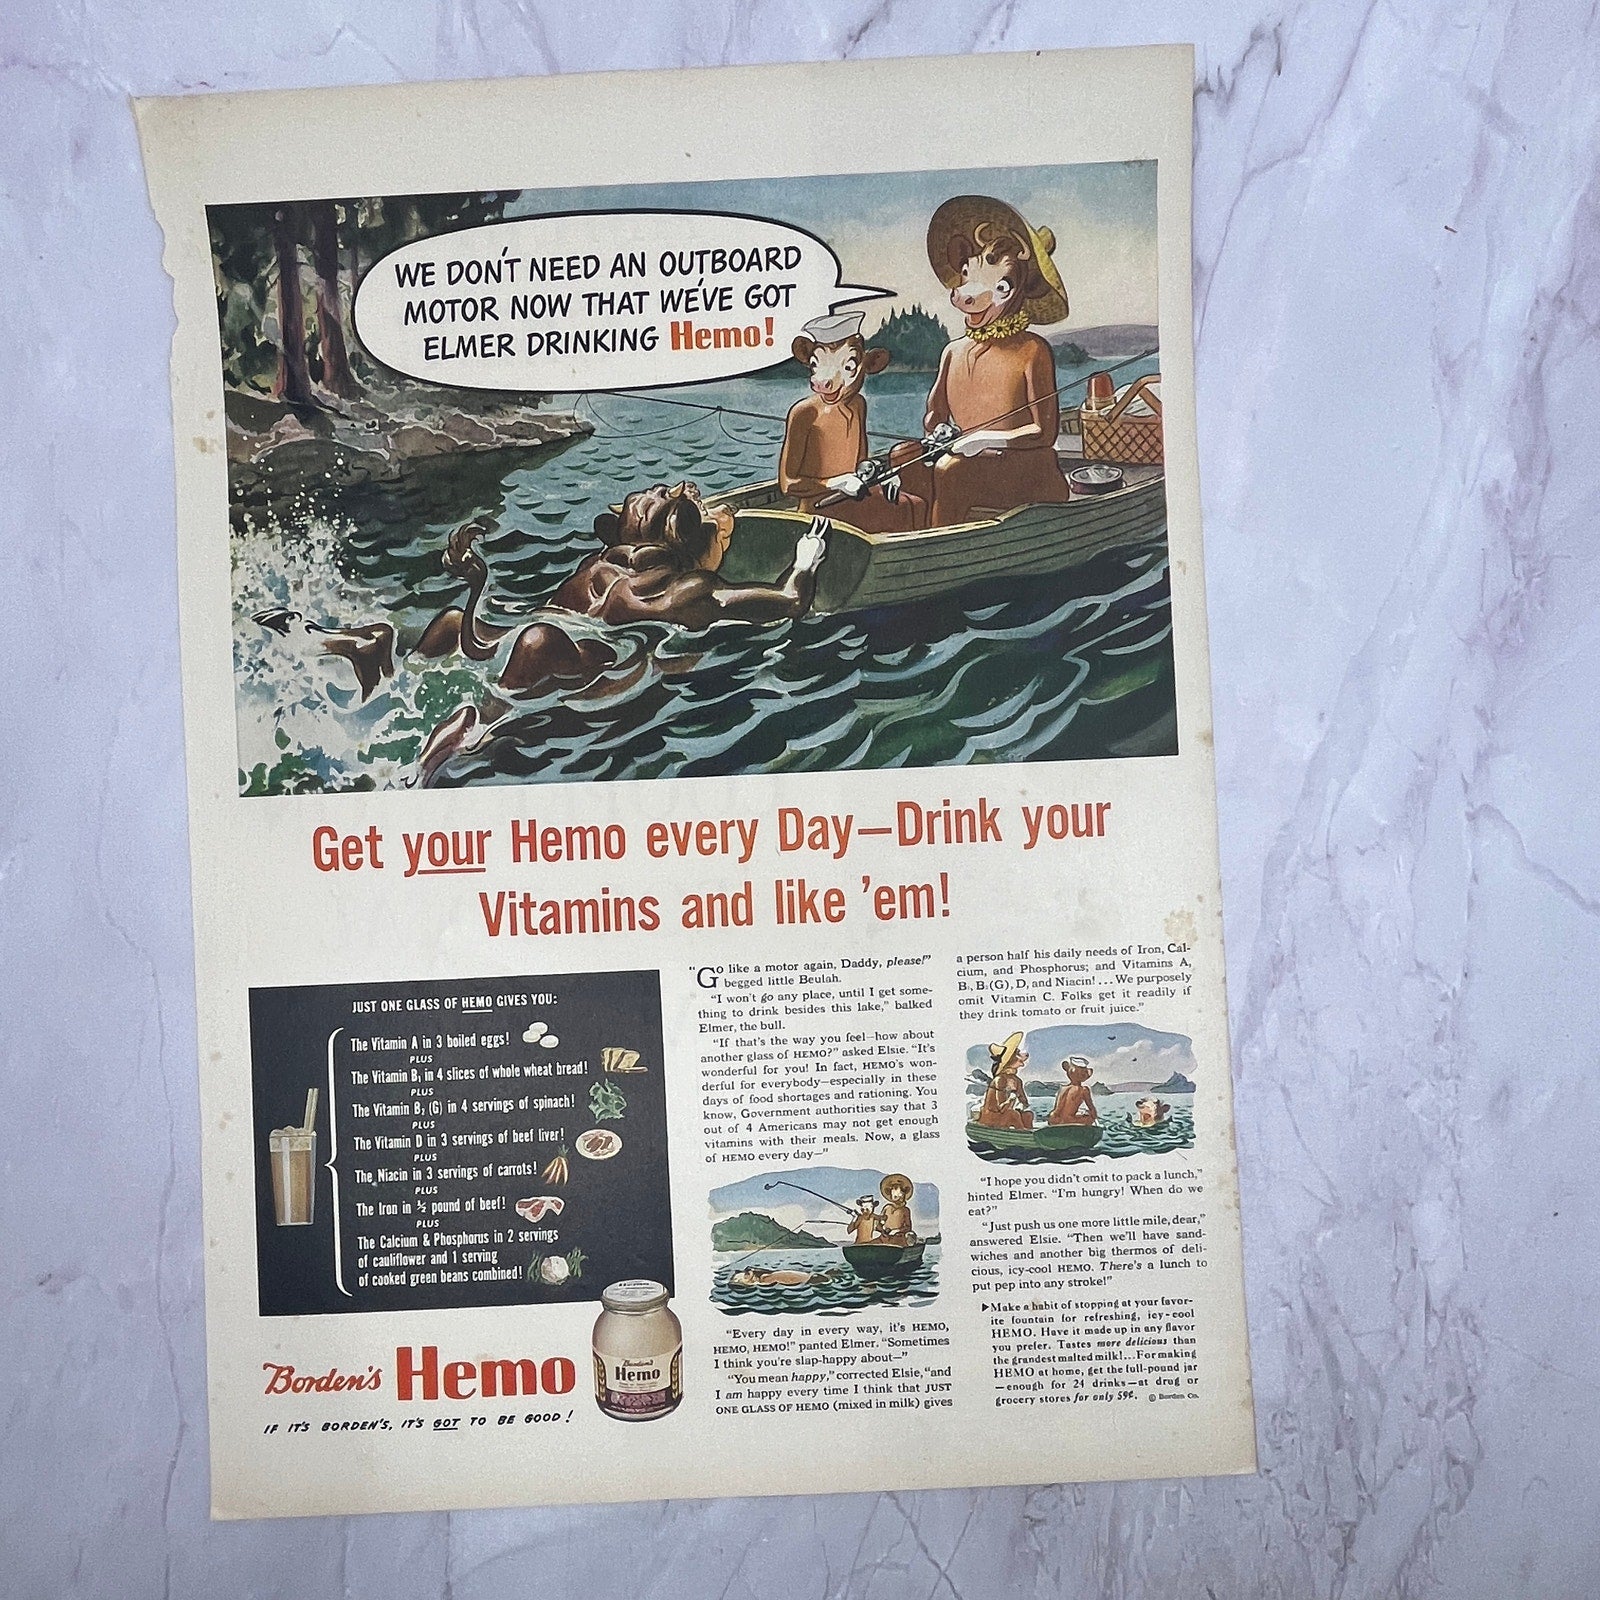 WE DON'T NEED AN OUTBOARD
MOTOR NOW THAT WE'VE GOT
ELMER DRINKING Hemo!
Get your Hemo every Day—Drink your
Vitamins and like 'em!
JUST ONE GLASS OF HEMO GIVES YOU:
The Vitamin A in 3 boiled eggs!
PLUS
The Vitamin B₁ in 4 slices of whole wheat bread!
PLUS
The Vitamin B₂ (G) in 4 servings of spinach!
PLUS
The Vitamin D in 3 servings of beef liver!
PLUS
The Niacin in 3 servings of carrots!
PLUS
The Iron in ½ pound of beef!
PLUS
The Calcium & Phosphorus in 2 servings
of cauliflower and 1 serving
of cooked green beans combined!
Borden's Hemo
IF IT'S BORDEN'S, IT'S GOT TO BE GOOD!
Borden's
Hemo
"Go like a motor again, Daddy, please!"
begged little Beulah.
"I won't go any place, until I get some-
thing to drink besides this lake," balked
Elmer, the bull.
"If that's the way you feel—how about
another glass of HEMO?" asked Elsie. "It's
wonderful for you! In fact, HEMO's won-
derful for everybody—especially in these
days of food shortages and rationing. You
know, Government authorities say that 3
out of 4 Americans may not get enough
vitamins with their meals. Now, a glass
of HEMO every day—"
"Every day in every way, it's HEMO,
HEMO, HEMO!" panted Elmer. "Sometimes
I think you're slap-happy about—"
"You mean happy," corrected Elsie, "and
I am happy every time I think that JUST
ONE GLASS OF HEMO (mixed in milk) gives
a person half his daily needs of Iron, Cal-
cium, and Phosphorus; and Vitamins A,
B₁, B₂(G), D, and Niacin! ... We purposely
omit Vitamin C. Folks get it readily if
they drink tomato or fruit juice."
"I hope you didn't omit to pack a lunch,"
hinted Elmer. "I'm hungry! When do we
eat?"
"Just push us one more little mile, dear,"
answered Elsie. "Then we'll have sand-
wiches and another big thermos of deli-
cious, icy-cool HEMO. There's a lunch to
put pep into any stroke!"
▶Make a habit of stopping at your favor-
ite fountain for refreshing, icy-cool
HEMO. Have it made up in any flavor
you prefer. Tastes more delicious than
the grandest malted milk!...For making
HEMO at home, get the full-pound jar
—enough for 24 drinks—at drug or
grocery stores for only 59¢. © Borden Co.